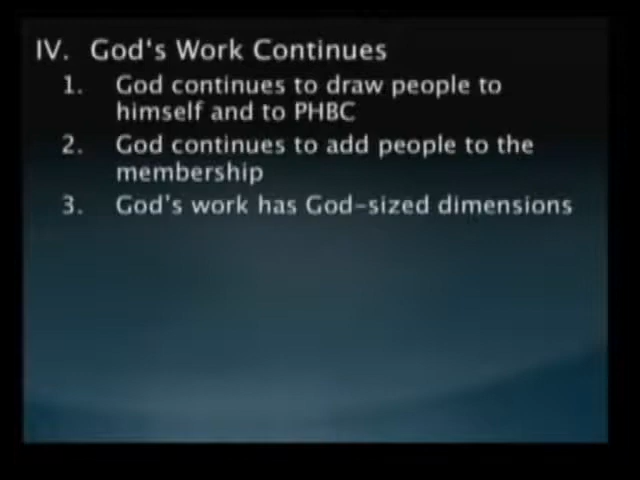 IV. God's Work Continues
1. God continues to draw people to
himself and to PHBC
2. God continues to add people to the
membership
3. God's work has God-sized dimensions